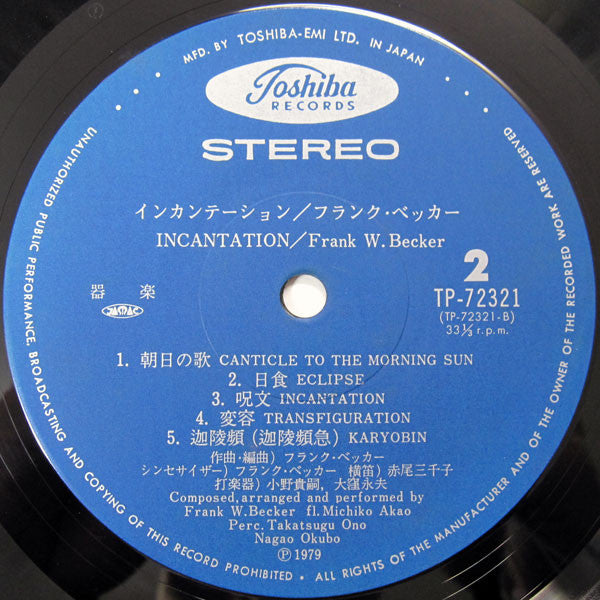 MFD. BY TOSHIBA-EMI LTD. IN JAPAN
Toshiba
RECORDS
STEREO
インカンテーション/フランク・ベッカー
INCANTATION/Frank W. Becker
2
器楽
JASRAC
TP-72321
(TP-72321-B)
33⅓ r.p.m.
1. 朝日の歌 CANTICLE TO THE MORNING SUN
2. 日食 ECLIPSE
3. 呪文 INCANTATION
4. 変容 TRANSFIGURATION
5. 迦陵頻 (迦陵頻急) KARYOBIN
作曲・編曲) フランク・ベッカー
シンセサイザー) フランク・ベッカー 横笛) 赤尾三千子
打楽器) 小野貴嗣, 大窪永夫
Composed, arranged and performed by
Frank W. Becker fl. Michiko Akao
Perc. Takatsugu Ono
Nagao Okubo
Ⓟ 1979
UNAUTHORIZED PUBLIC PERFORMANCE, BROADCASTING AND COPYING OF THIS RECORD PROHIBITED • ALL RIGHTS OF THE MANUFACTURER AND OF THE OWNER OF THE RECORDED WORK ARE RESERVED